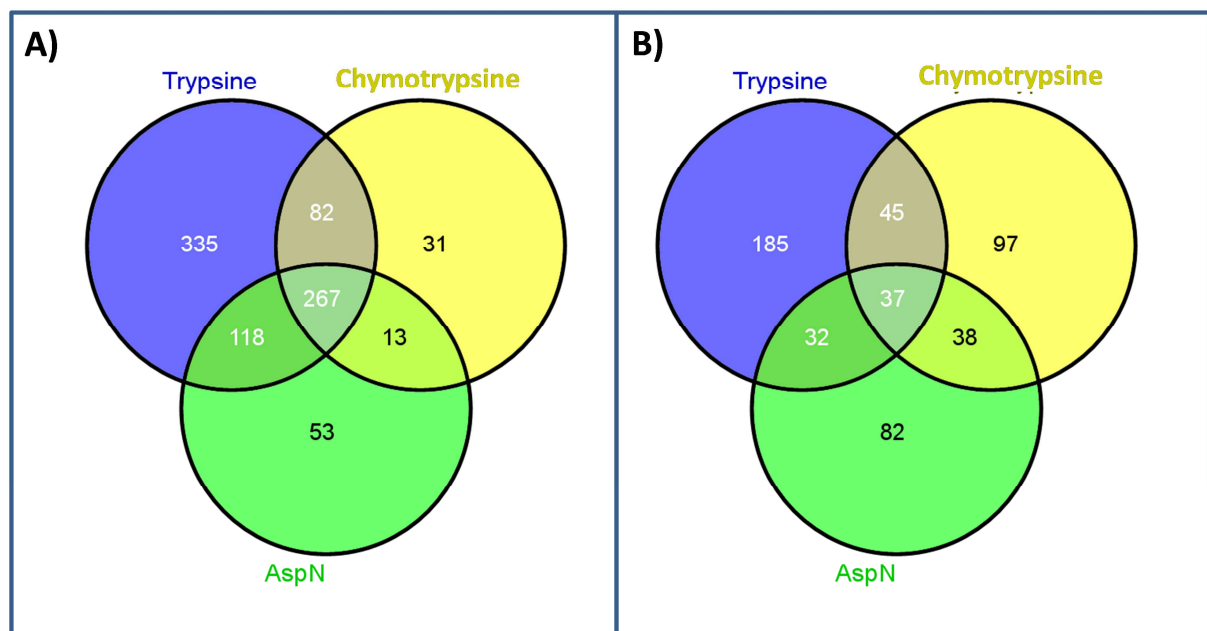 A)
Trypsine
Chymotrypsine
335
82
31
267
118
13
53
AspN
B)
Trypsine
Chymotrypsine
185
45
97
37
32
38
82
AspN